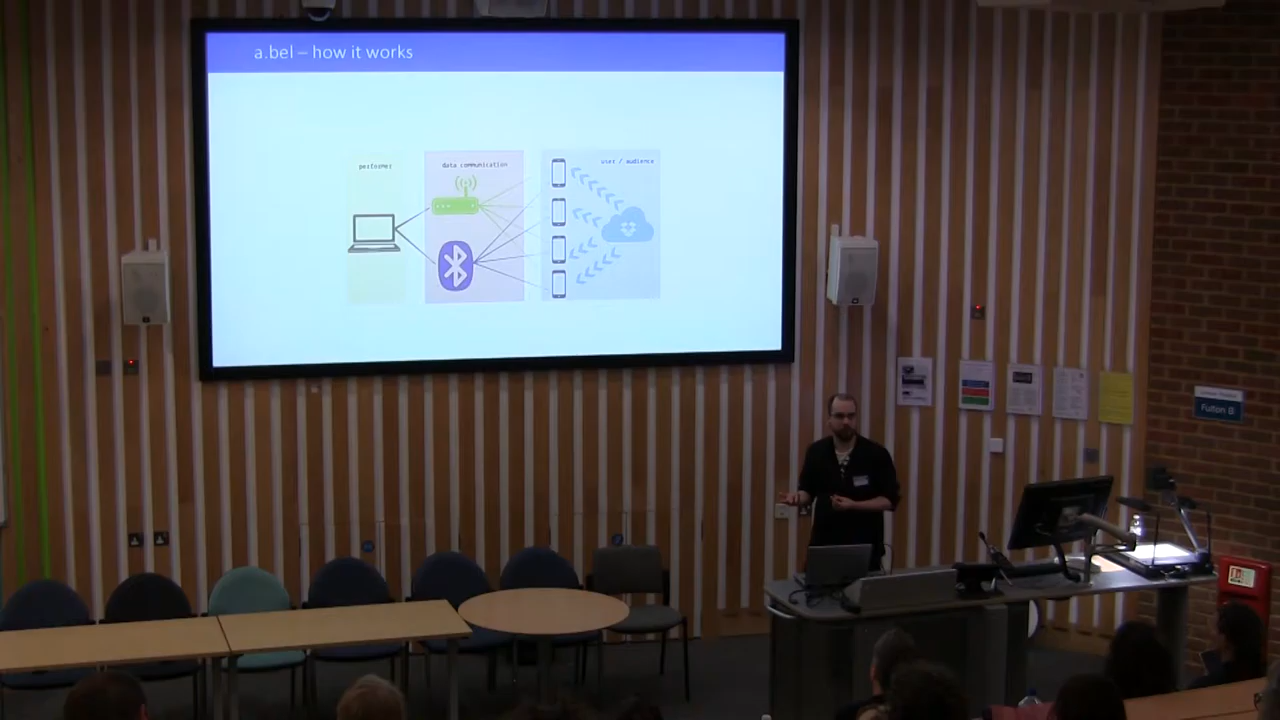 a.bel – how it works
performer
data communication
user / audience
Fulton B